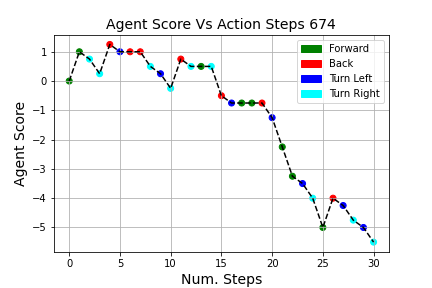 Agent Score Vs Action Steps 674
Forward
Back
Turn Left
Turn Right
Agent Score
1
0
−1
−2
−3
−4
−5
0
5
10
15
20
25
30
Num. Steps